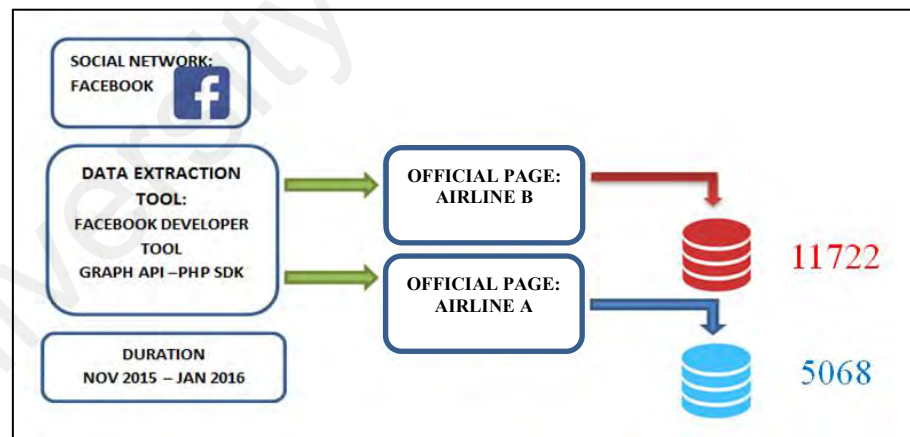 SOCIAL NETWORK:
FACEBOOK
f
DATA EXTRACTION
TOOL:
FACEBOOK DEVELOPER
TOOL
GRAPH API –PHP SDK
DURATION
NOV 2015 – JAN 2016
OFFICIAL PAGE:
AIRLINE B
OFFICIAL PAGE:
AIRLINE A
11722
5068
versity